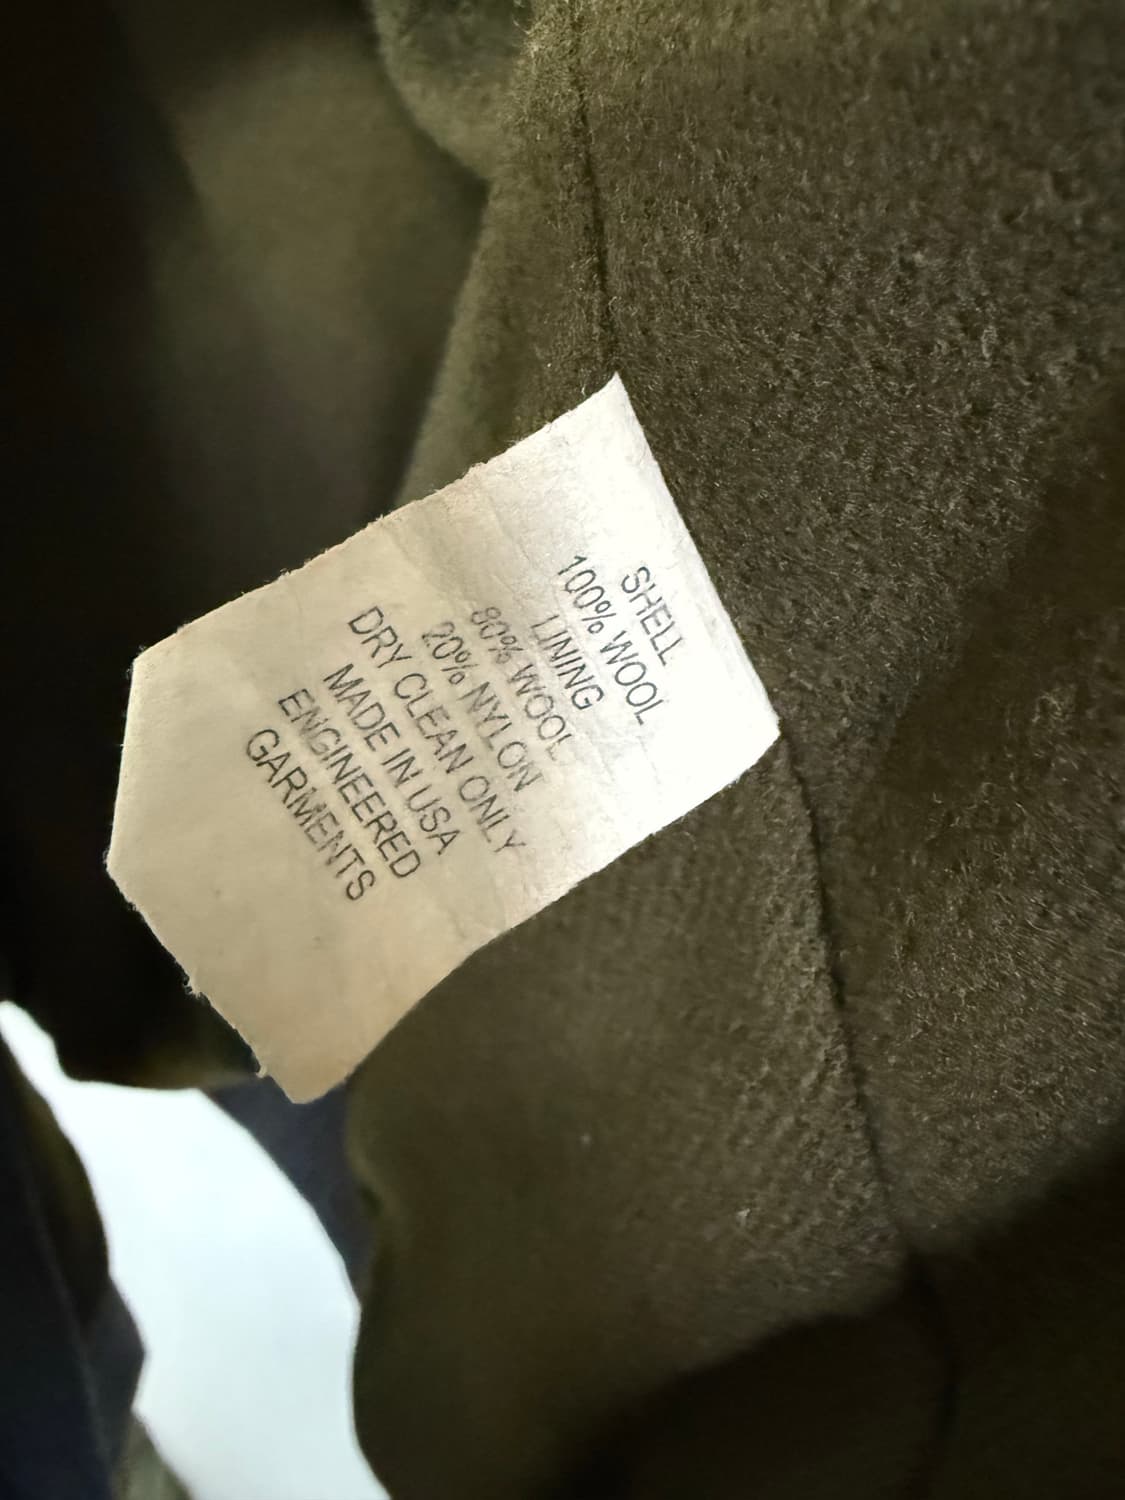 SHELL
100% WOOL
LINING
80% WOOL
20% NYLON
DRY CLEAN ONLY
MADE IN USA
ENGINEERED
GARMENTS